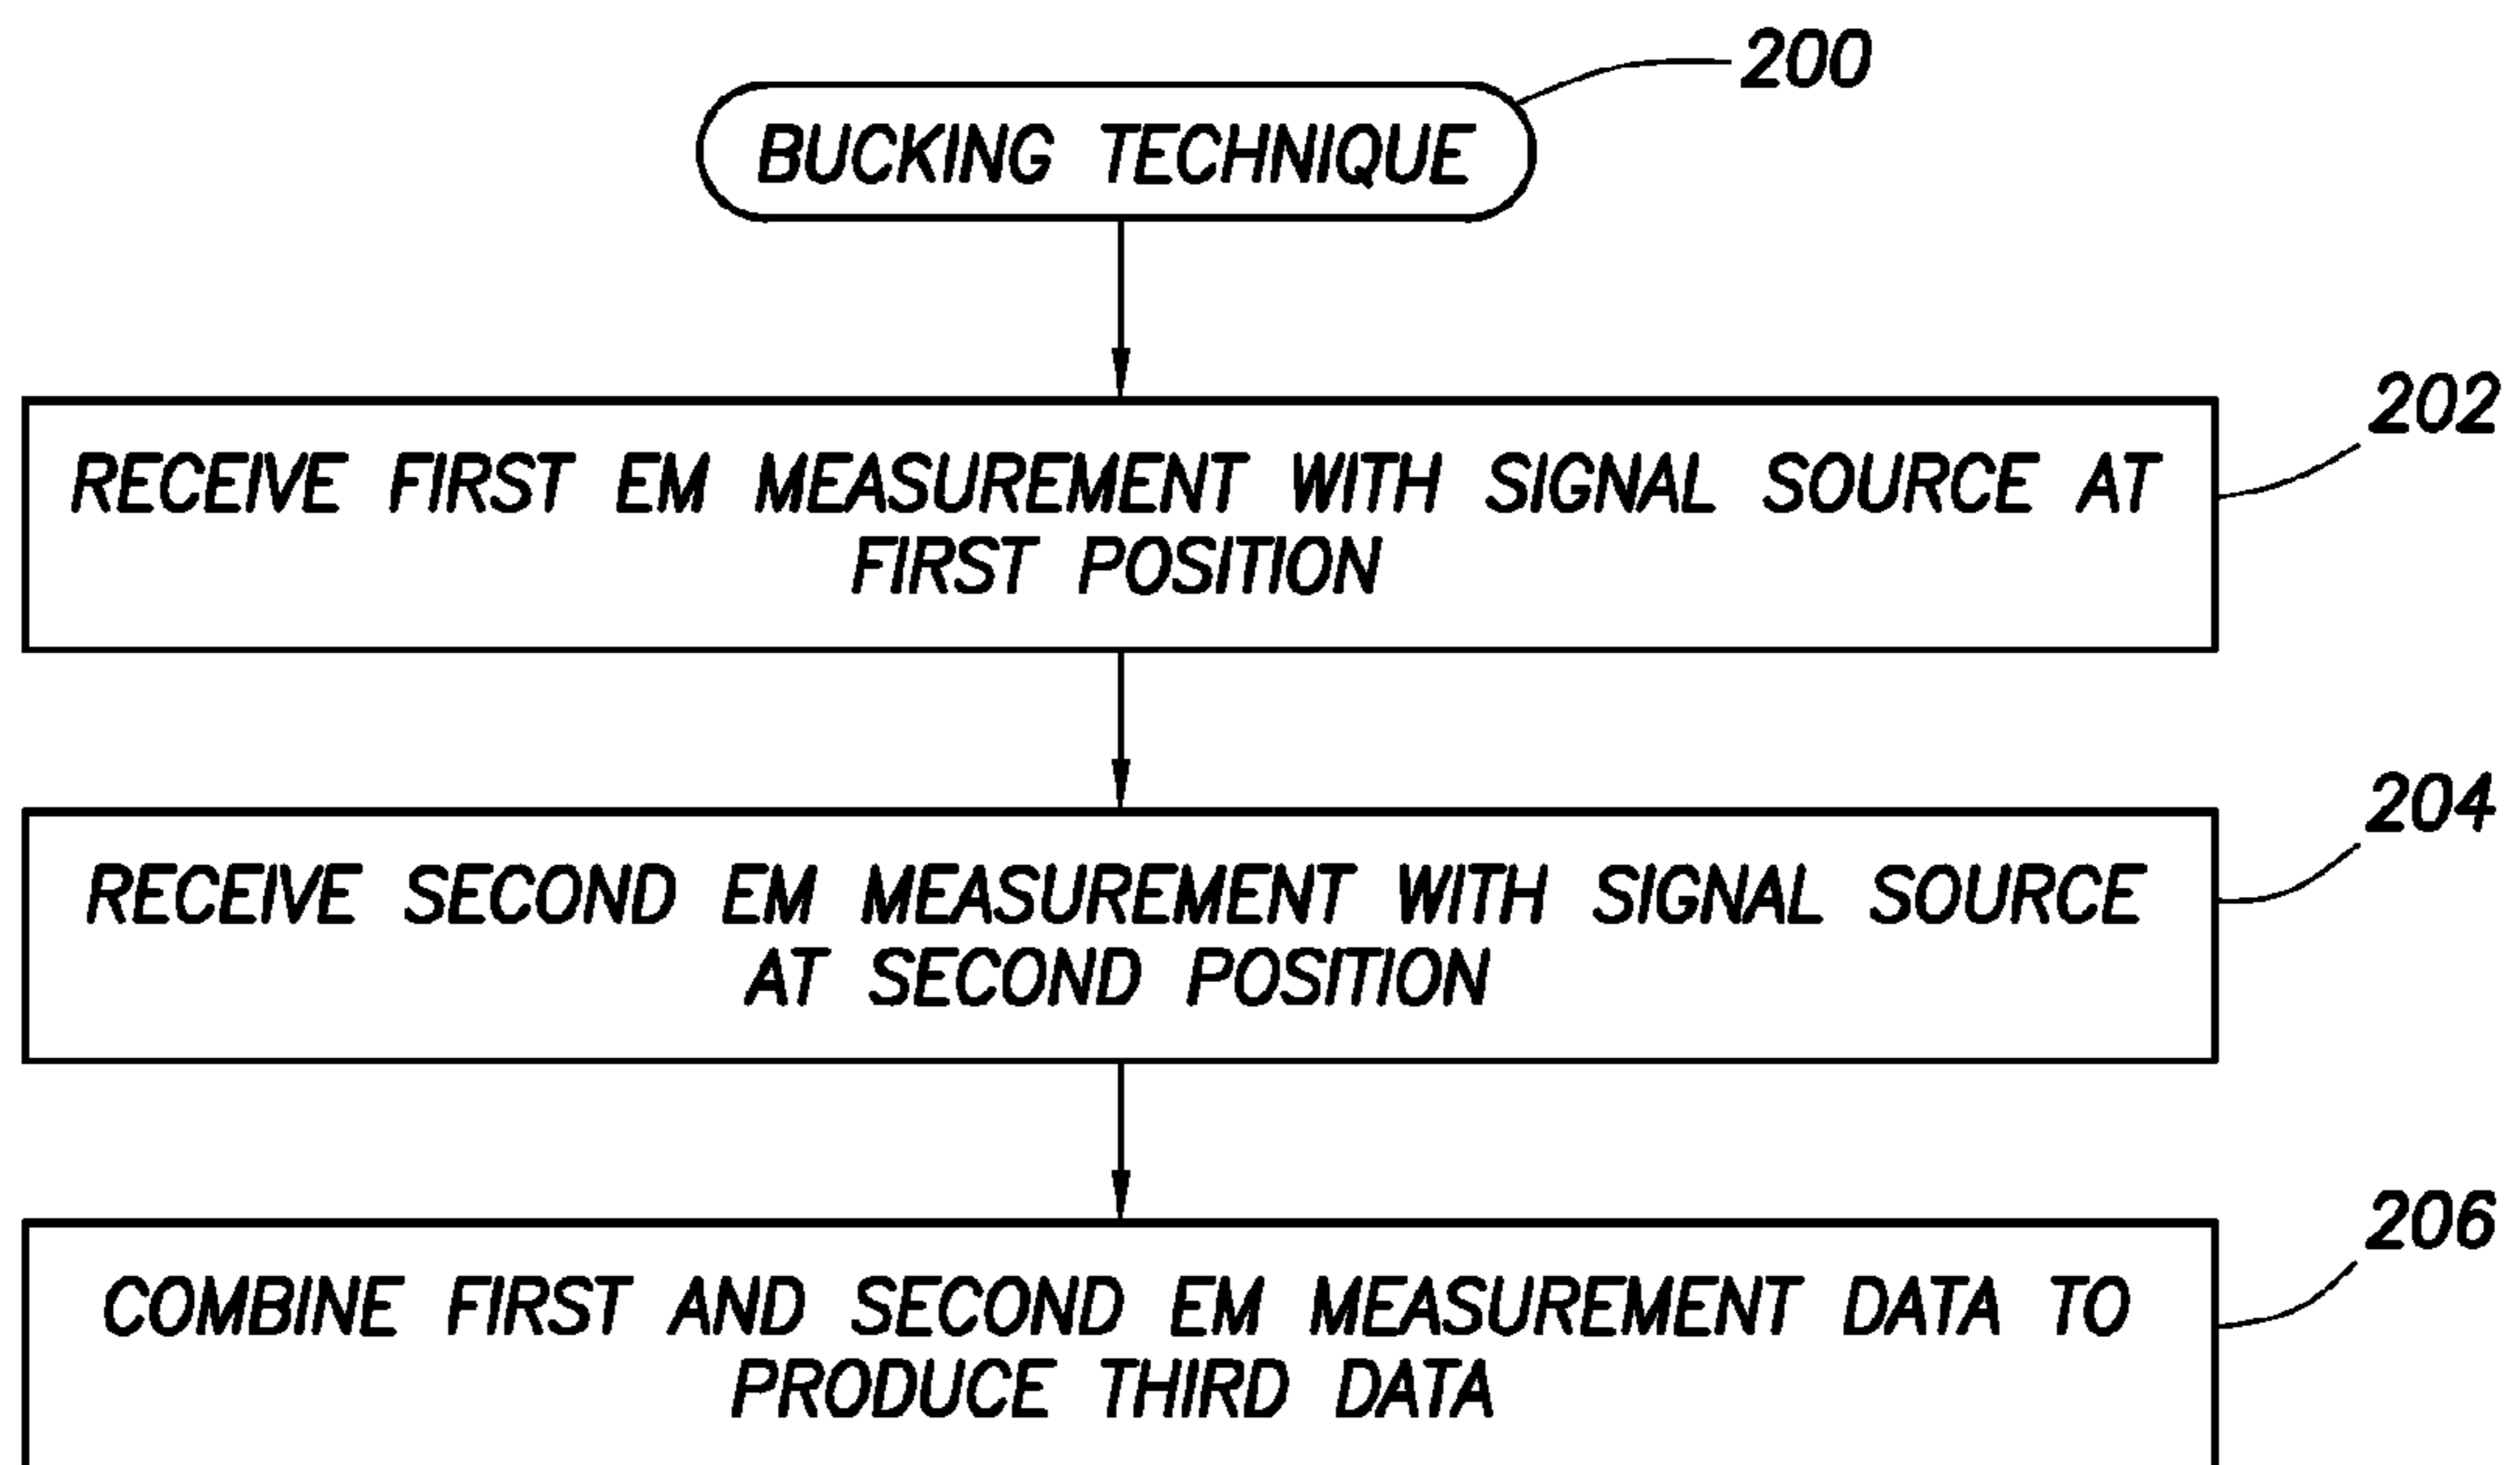 200
BUCKING TECHNIQUE
202
RECEIVE FIRST EM MEASUREMENT WITH SIGNAL SOURCE AT
FIRST POSITION
204
RECEIVE SECOND EM MEASUREMENT WITH SIGNAL SOURCE
AT SECOND POSITION
206
COMBINE FIRST AND SECOND EM MEASUREMENT DATA TO
PRODUCE THIRD DATA